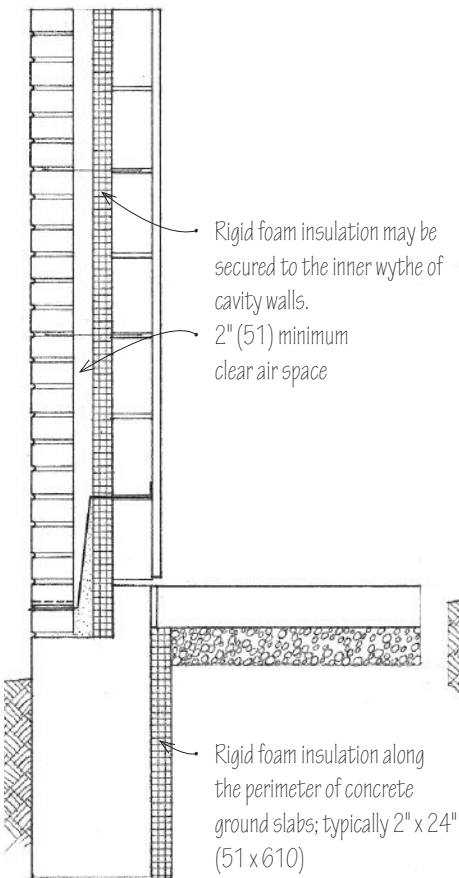 Rigid foam insulation may be
secured to the inner wythe of
cavity walls.
2" (51) minimum
clear air space
Rigid foam insulation along
the perimeter of concrete
ground slabs; typically 2" x 24"
(51 x 610)